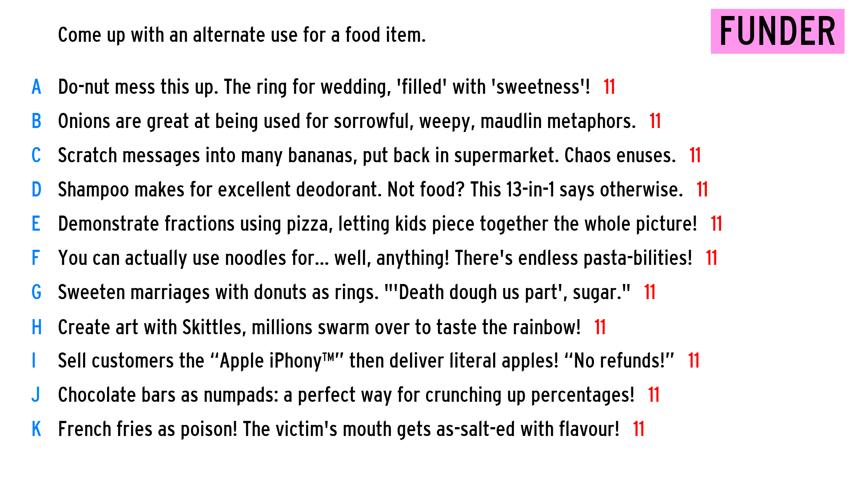 Come up with an alternate use for a food item.
FUNDER
A Do-nut mess this up. The ring for wedding, 'filled' with 'sweetness'! 11
B Onions are great at being used for sorrowful, weepy, maudlin metaphors. 11
C Scratch messages into many bananas, put back in supermarket. Chaos enuses. 11
D Shampoo makes for excellent deodorant. Not food? This 13-in-1 says otherwise. 11
E Demonstrate fractions using pizza, letting kids piece together the whole picture! 11
F You can actually use noodles for... well, anything! There's endless pasta-bilities! 11
G Sweeten marriages with donuts as rings. "'Death dough us part', sugar." 11
H Create art with Skittles, millions swarm over to taste the rainbow! 11
I Sell customers the “Apple iPhony™” then deliver literal apples! “No refunds!” 11
J Chocolate bars as numpads: a perfect way for crunching up percentages! 11
K French fries as poison! The victim's mouth gets as-salt-ed with flavour! 11